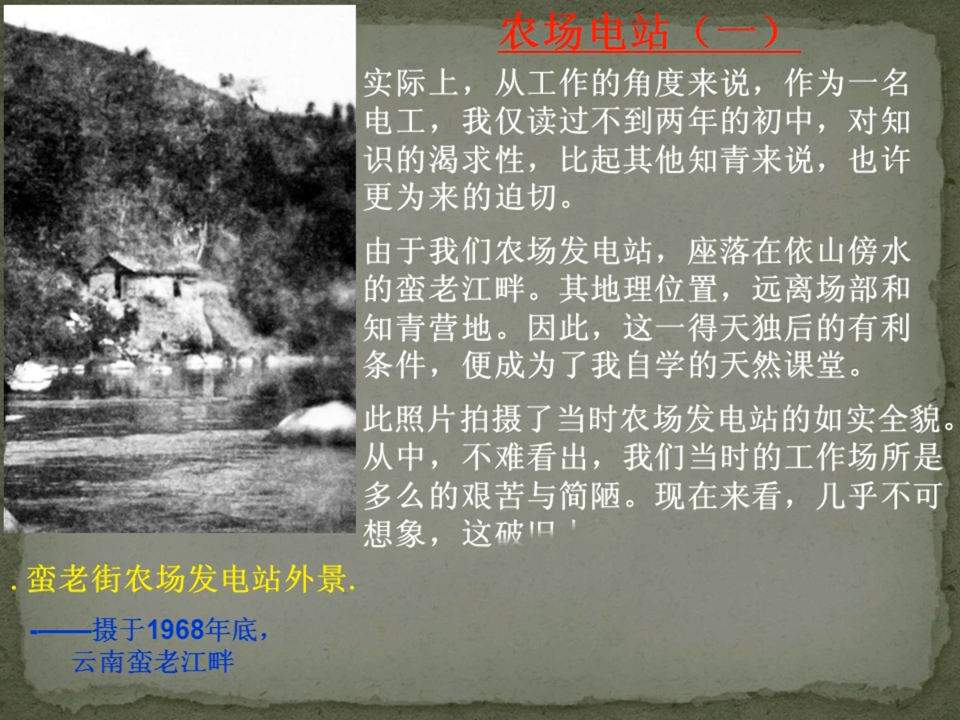 农场电站（一）
实际上，从工作的角度来说，作为一名
电工，我仅读过不到两年的初中，对知
识的渴求性，比起其他知青来说，也许
更为来的迫切。
由于我们农场发电站，座落在依山傍水
的蛮老江畔。其地理位置，远离场部和
知青营地。因此，这一得天独后的有利
条件，便成为了我自学的天然课堂。
此照片拍摄了当时农场发电站的如实全貌。
从中，不难看出，我们当时的工作场所是
多么的艰苦与简陋。现在来看，几乎不可
想象，这破旧
.蛮老街农场发电站外景.
-——摄于1968年底，
云南蛮老江畔